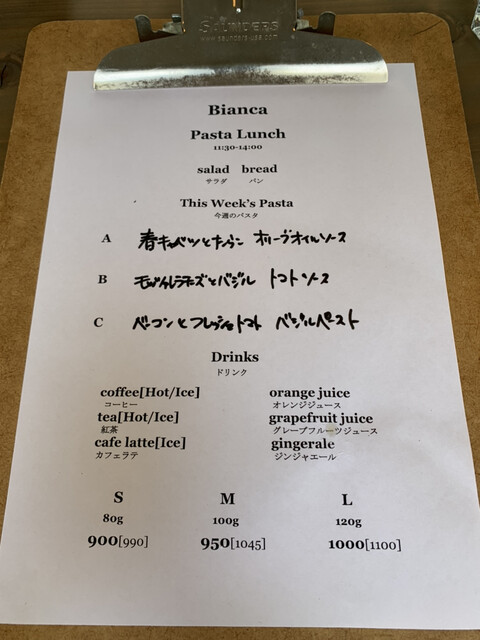 SAUNDERS
www.saunders-usa.com
Bianca
Pasta Lunch
11:30-14:00
salad bread
サラダ パン
This Week's Pasta
今週のパスタ
A 春キャベツと オリーブオイルソース
B モッツァレラチーズとバジル トマトソース
C ベーコンとフレッシュトマト バジルペースト
Drinks
ドリンク
coffee[Hot/Ice] orange juice
コーヒー オレンジジュース
tea[Hot/Ice] grapefruit juice
紅茶 グレープフルーツジュース
cafe latte[Ice] gingerale
カフェラテ ジンジャエール
S M L
80g 100g 120g
900[990] 950[1045] 1000[1100]